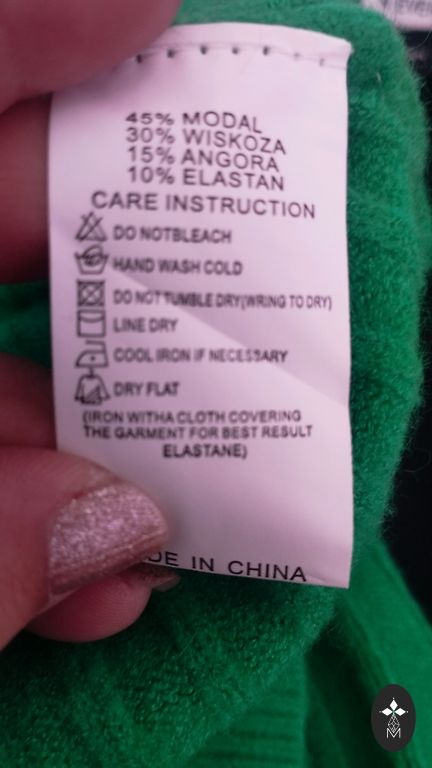 45% MODAL
30% WISKOZA
15% ANGORA
10% ELASTAN
CARE INSTRUCTION
DO NOTBLEACH
HAND WASH COLD
DO NOT TUMBLE DRY(WRING TO DRY)
LINE DRY
COOL IRON IF NECESSARY
DRY FLAT
(IRON WITHA CLOTH COVERING
THE GARMENT FOR BEST RESULT
ELASTANE)
DE IN CHINA